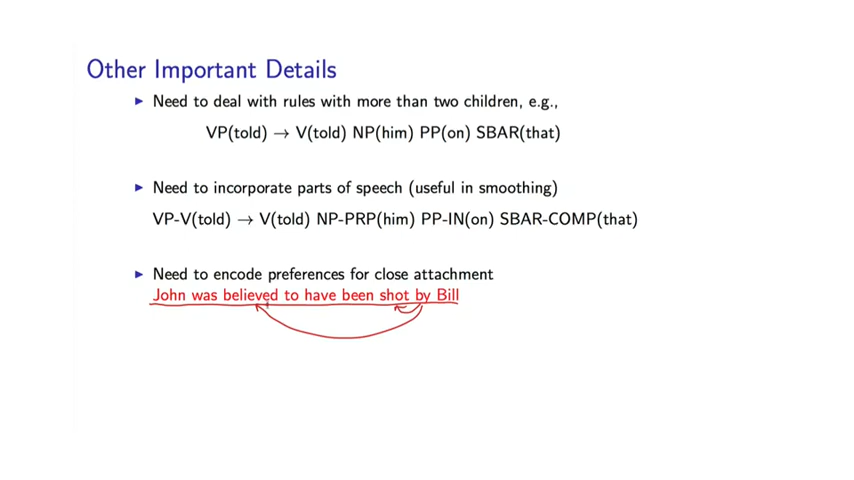 Other Important Details
▶ Need to deal with rules with more than two children, e.g.,
VP(told) → V(told) NP(him) PP(on) SBAR(that)
▶ Need to incorporate parts of speech (useful in smoothing)
VP-V(told) → V(told) NP-PRP(him) PP-IN(on) SBAR-COMP(that)
▶ Need to encode preferences for close attachment
John was believed to have been shot by Bill